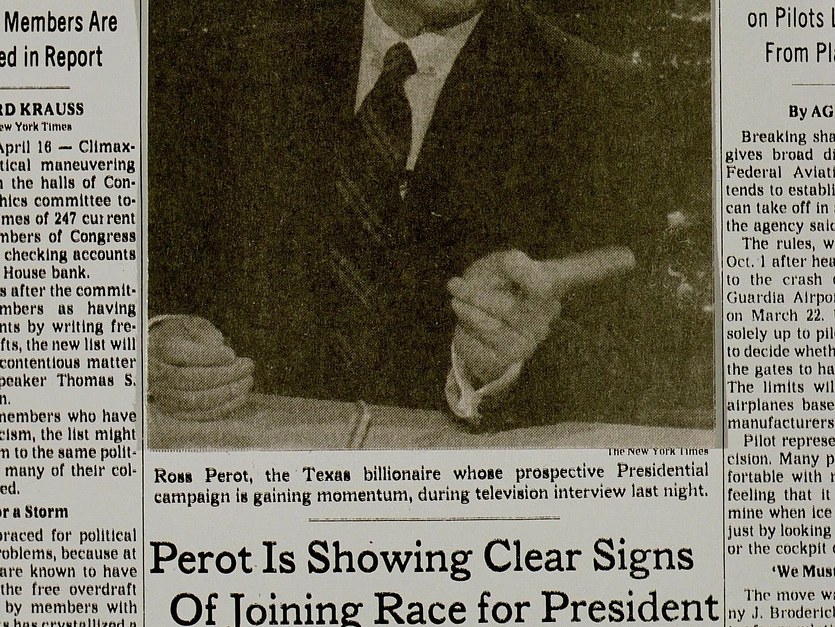 Members Are
ed in Report
RD KRAUSS
ew York Times
April 16 — Climax-
tical maneuvering
n the halls of Con-
hics committee to-
mes of 247 current
mbers of Congress
checking accounts
House bank.
s after the commit-
mbers as having
nts by writing fre-
fts, the new list will
contentious matter
peaker Thomas S.
n.
members who have
cism, the list might
m to the same polit-
many of their col-
ed.
or a Storm
braced for political
roblems, because at
are known to have
the free overdraft
by members with
s has crystallized a
The New York Times
Ross Perot, the Texas billionaire whose prospective Presidential
campaign is gaining momentum, during television interview last night.
Perot Is Showing Clear Signs
Of Joining Race for President
on Pilots
From Pla
By AG
Breaking sha
gives broad di
Federal Aviati
tends to establi
can take off in
the agency said
The rules, w
Oct. 1 after hea
to the crash
Guardia Airpo
on March 22.
solely up to pil
to decide wheth
the gates to ha
The limits wil
airplanes base
manufacturers
Pilot represe
cision. Many p
fortable with
feeling that it
mine when ice
just by looking
or the cockpit
‘We Must
The move wa
ny J. Broderic